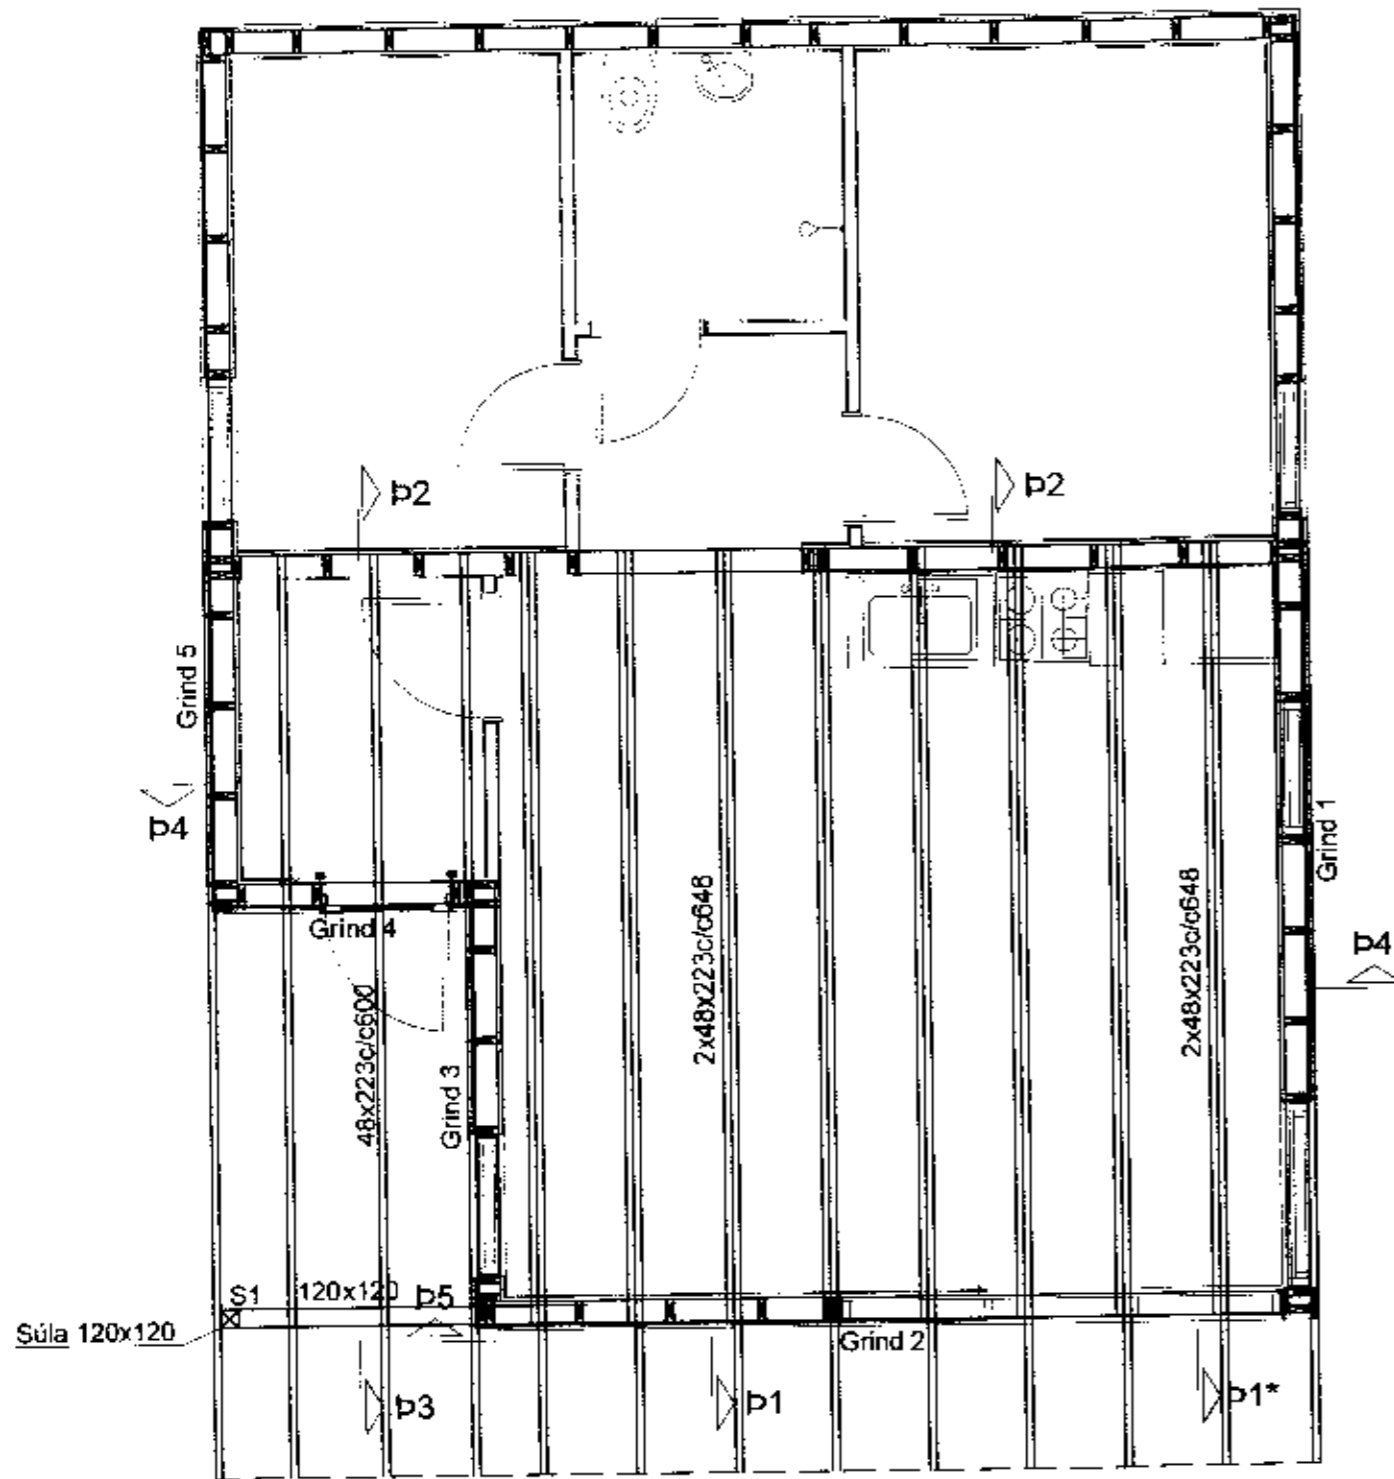 Þ2
Þ2
Grind 5
Þ4
Grind 1
Grind 4
2x48x223c/c648
2x48x223c/c648
Þ4
48x223c/c600
Grind 3
S1
120x120
Þ5
Súla 120x120
Grind 2
Þ3
Þ1
Þ1*